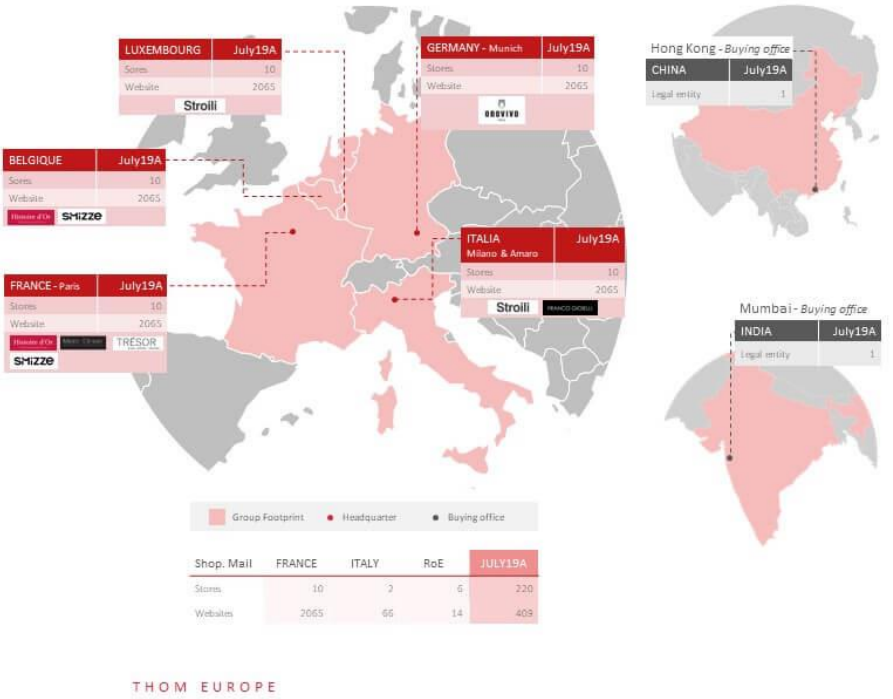 LUXEMBOURG July19A
Sores 10
Website 2065
Stroili
GERMANY - Munich July19A
Stores 10
Website 2065
OROVIVO
Hong Kong - Buying office
CHINA July19A
Legal entity 1
BELGIQUE July19A
Sores 10
Website 2065
Histoire d'Or SMIZZE
ITALIA July19A
Milano & Amaro
Stores 10
Website 2065
Stroili
FRANCE - Paris July19A
Stores 10
Website 2065
Histoire d'Or TRÉSOR
SMIZZE
Mumbai - Buying office
INDIA July19A
Legal entity 1
Group Footprint Headquarter Buying office
Shop. Mail FRANCE ITALY RoE JULY19A
Stores 10 2 6 220
Websites 2065 66 14 409
THOM EUROPE